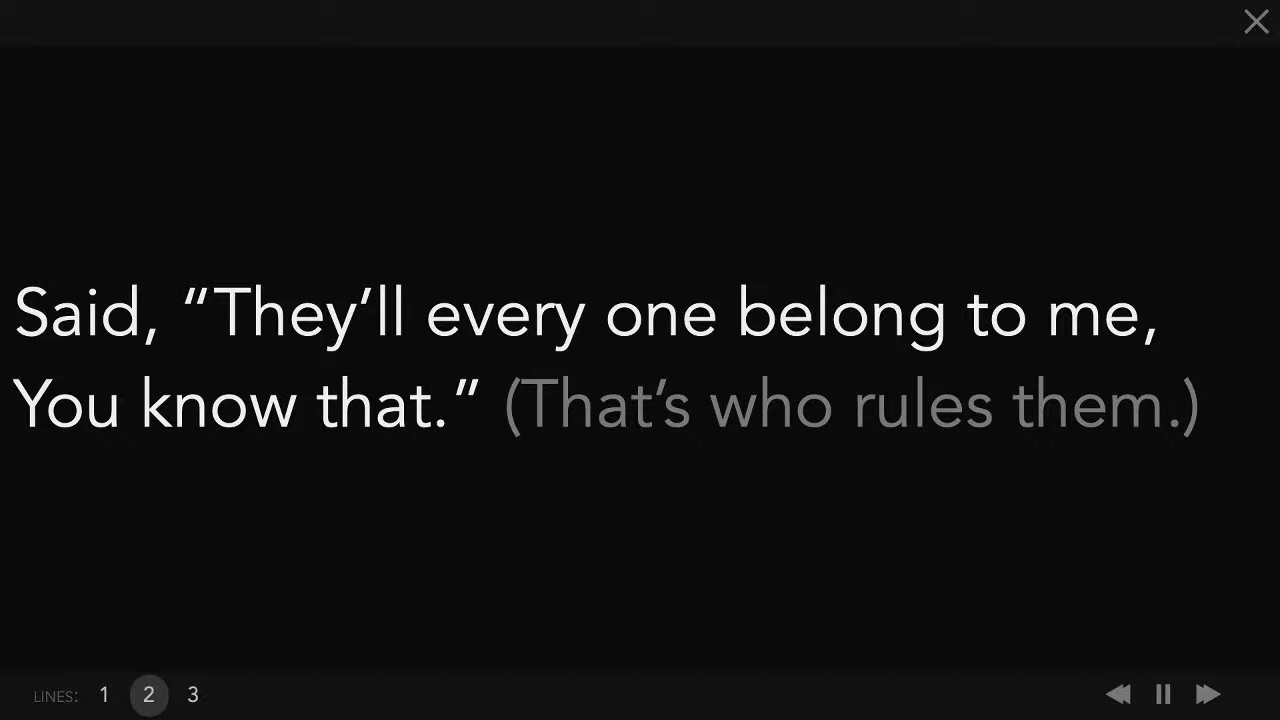 Said, “They’ll every one belong to me,
You know that.” (That’s who rules them.)
LINES: 1 2 3